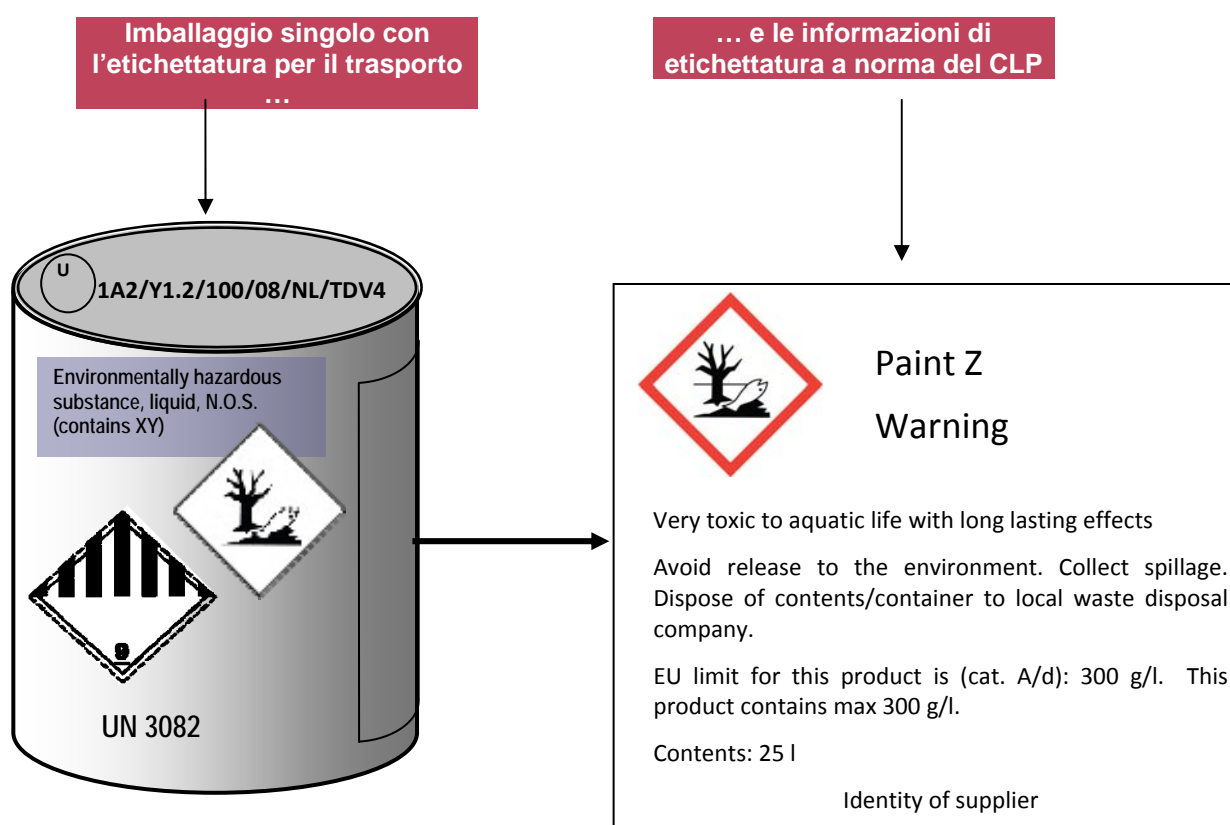 Imballaggio singolo con
l'etichettatura per il trasporto
…
… e le informazioni di
etichettatura a norma del CLP
U
1A2/Y1.2/100/08/NL/TDV4
Environmentally hazardous
substance, liquid, N.O.S.
(contains XY)
9
UN 3082
Paint Z
Warning
Very toxic to aquatic life with long lasting effects
Avoid release to the environment. Collect spillage.
Dispose of contents/container to local waste disposal
company.
EU limit for this product is (cat. A/d): 300 g/l. This
product contains max 300 g/l.
Contents: 25 l
Identity of supplier